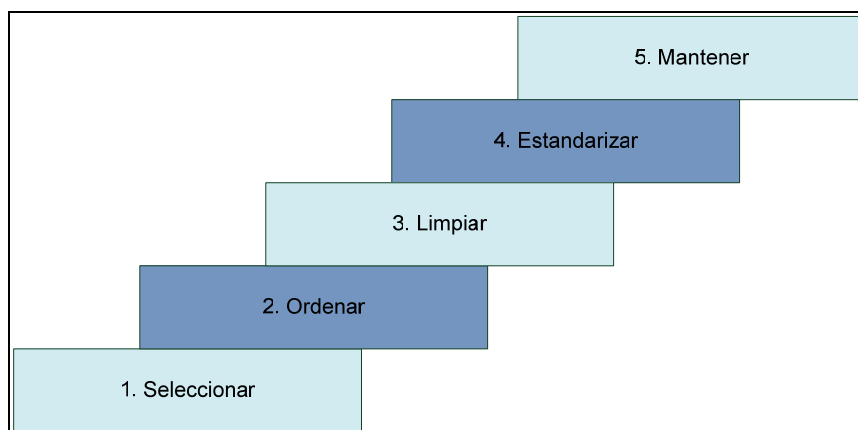 5. Mantener
4. Estandarizar
3. Limpiar
2. Ordenar
1. Seleccionar